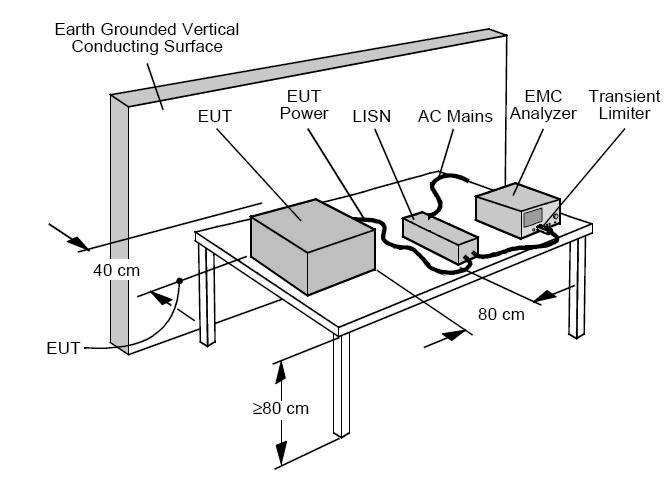 Earth Grounded Vertical
Conducting Surface
EUT
EUT
Power
LISN
AC Mains
EMC
Analyzer
Transient
Limiter
40 cm
80 cm
EUT
≥80 cm